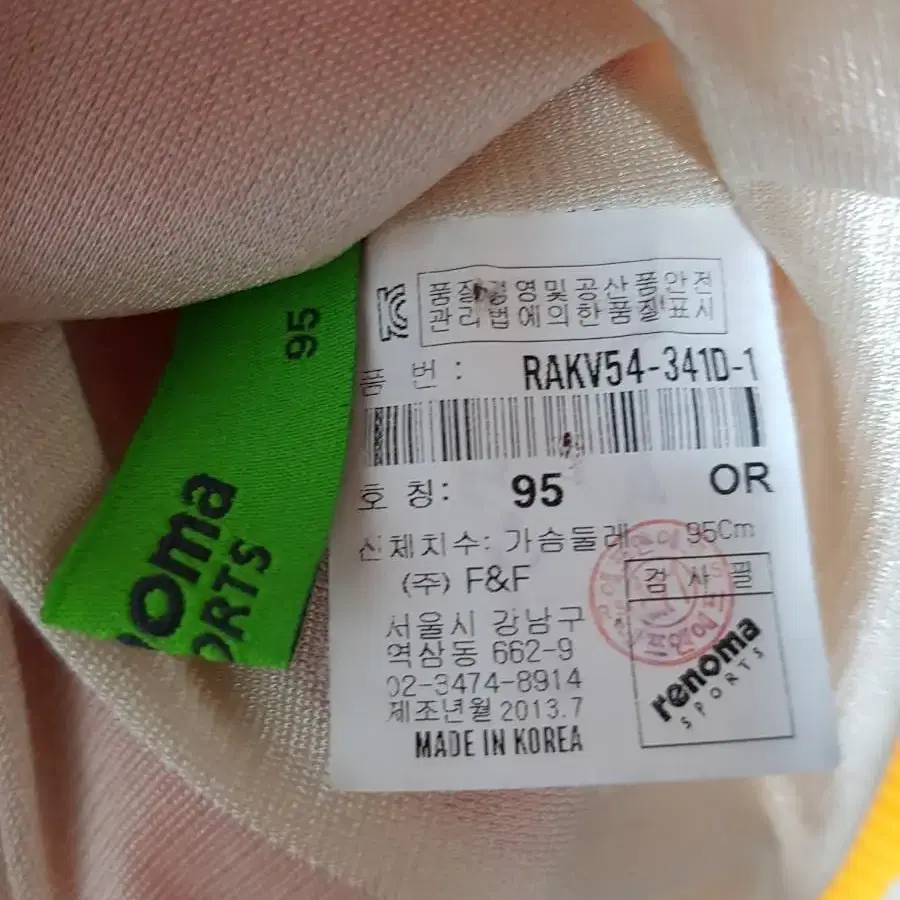 95
renoma
SPORTS
품질경영및공산품안전
관리법에의한품질표시
품 번 : RAKV54-341D-1
호 칭: 95 OR
신체치수: 가슴둘레 95Cm
(주) F&F
검 사 필
서울시 강남구
역삼동 662-9
02-3474-8914
제조년월 2013.7
MADE IN KOREA
renoma
SPORTS